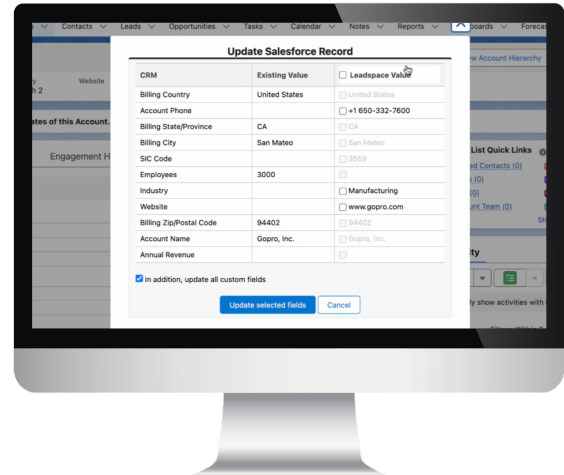 Contacts Leads Opportunities Tasks Calendar Notes Reports boards Forecas
Update Salesforce Record
w Account Hierarchy
Website
h 2
CRM Existing Value Leadspace Value
Billing Country United States United States
Account Phone +1 650-332-7600
ates of this Account.
Billing State/Province CA CA
Billing City San Mateo San Mateo
List Quick Links
Engagement H
SIC Code 3559
ed Contacts (0)
Employees 3000
s (0)
Industry Manufacturing
(0)
Website www.gopro.com
unt Team (0)
Sh
Billing Zip/Postal Code 94402 94402
Account Name Gopro, Inc. Gopro, Inc.
ity
Annual Revenue
In addition, update all custom fields
Update selected fields Cancel
ly show activities with